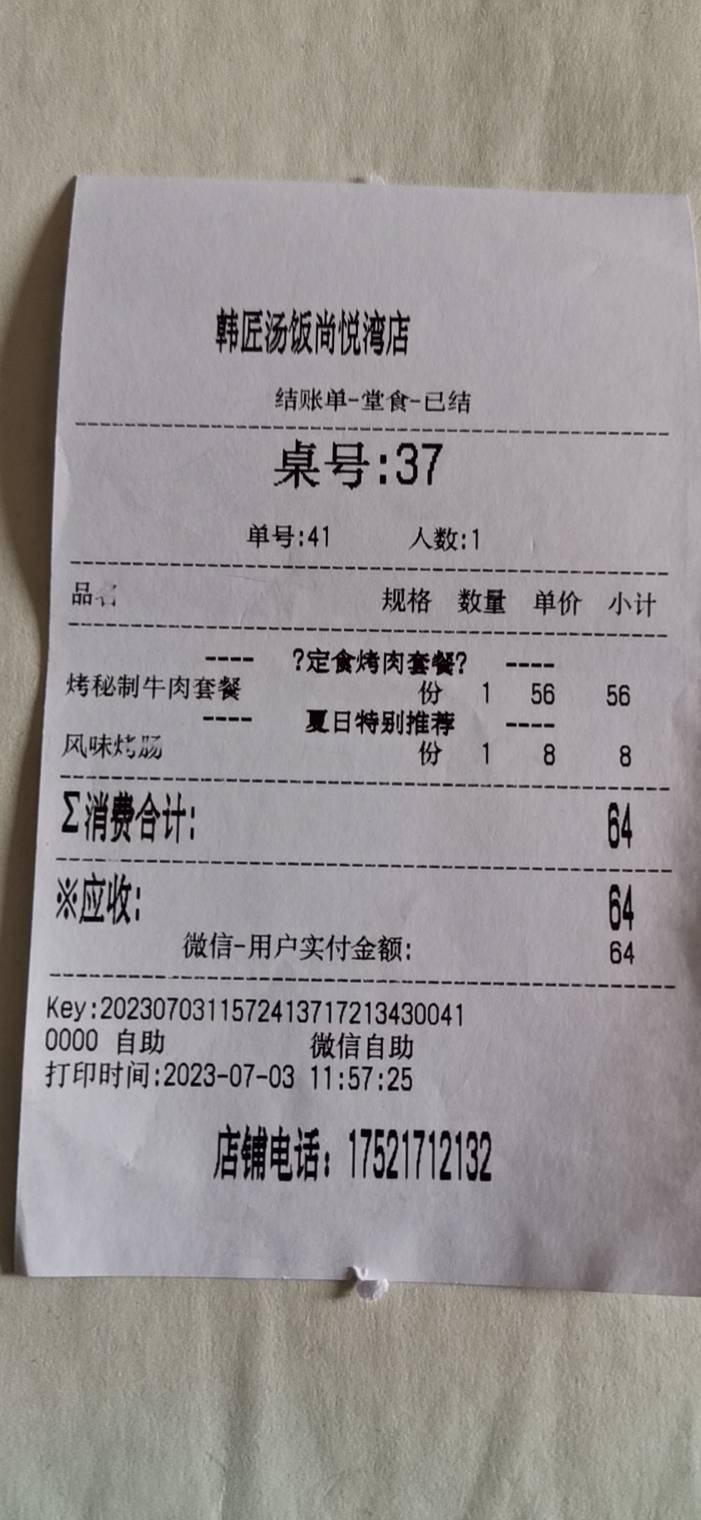 韩匠汤饭尚悦湾店
结账单-堂食-已结
桌号:37
单号:41 人数:1
品名 规格 数量 单价 小计
---- ?定食烤肉套餐? ----
烤秘制牛肉套餐 份 1 56 56
---- 夏日特别推荐 ----
风味烤肠 份 1 8 8
Σ消费合计: 64
※应收: 64
微信-用户实付金额: 64
Key:2023070311572413717213430041
0000 自助 微信自助
打印时间:2023-07-03 11:57:25
店铺电话：17521712132